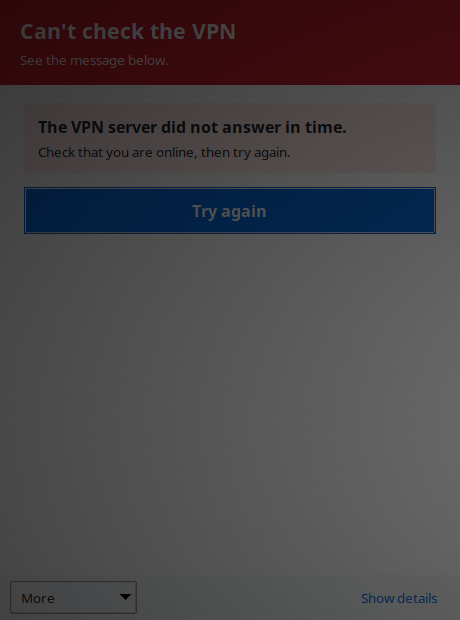 Can't check the VPN
See the message below.
The VPN server did not answer in time.
Check that you are online, then try again.
Try again
More
Show details